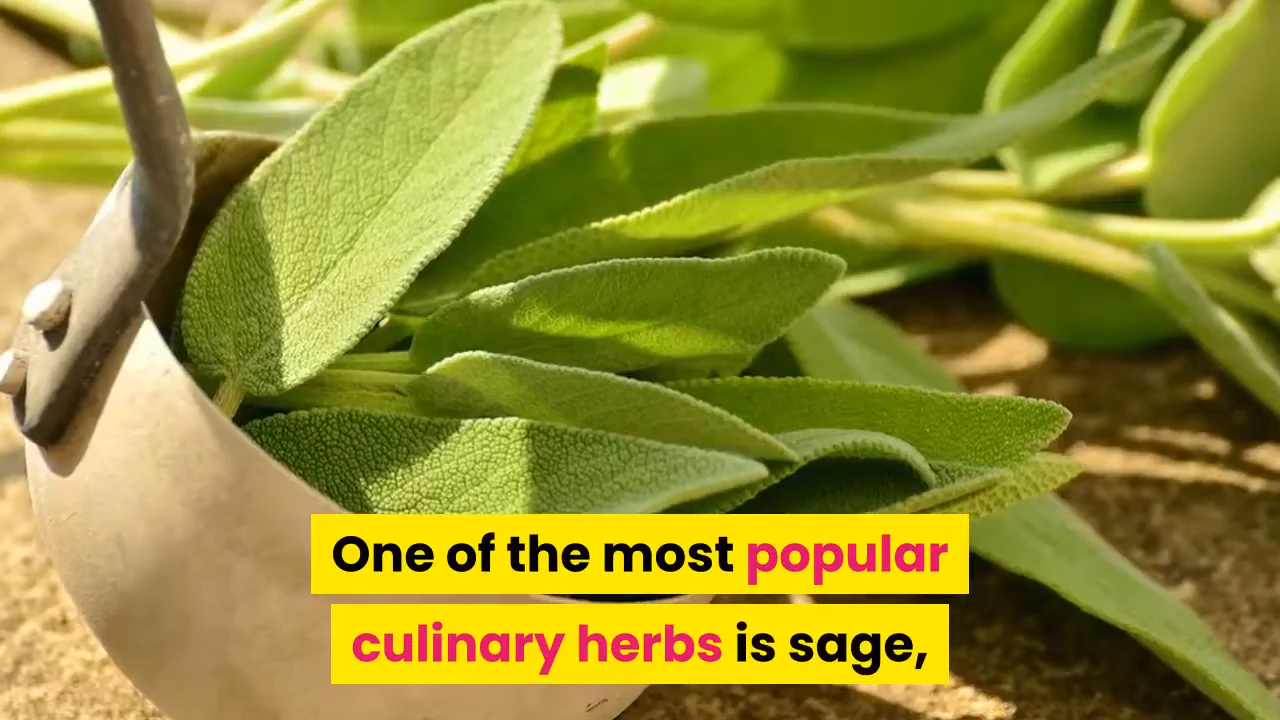 One of the most popular
culinary herbs is sage,